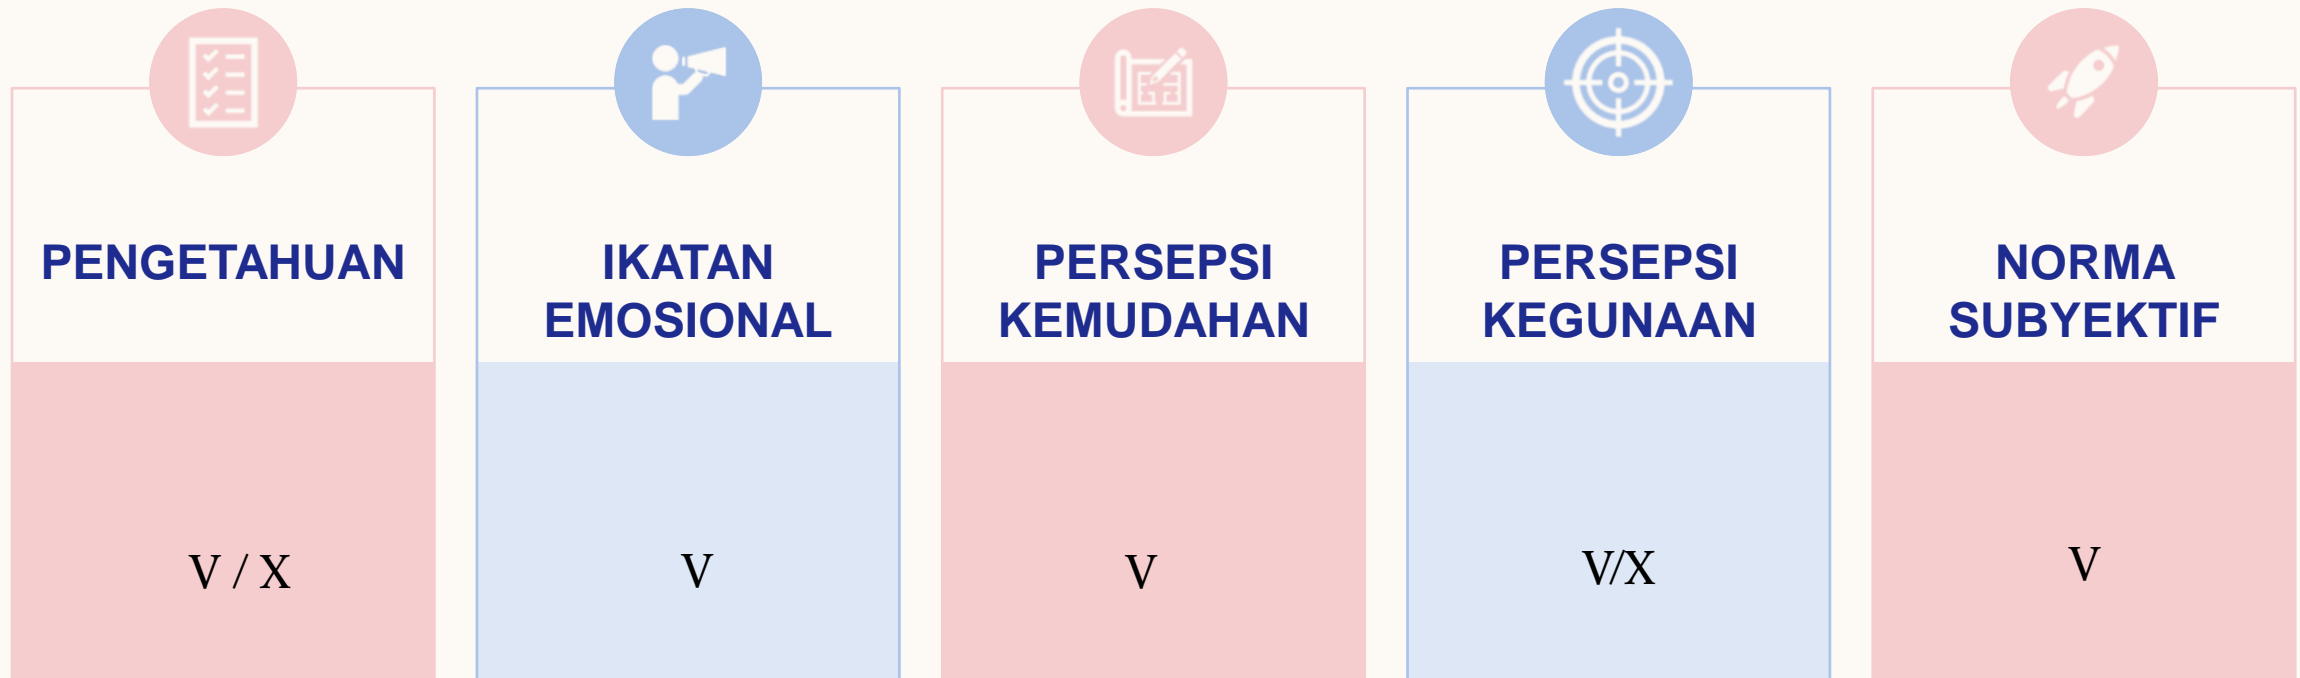 PENGETAHUAN
V / X
IKATAN
EMOSIONAL
V
PERSEPSI
KEMUDAHAN
V
PERSEPSI
KEGUNAAN
V/X
NORMA
SUBYEKTIF
V